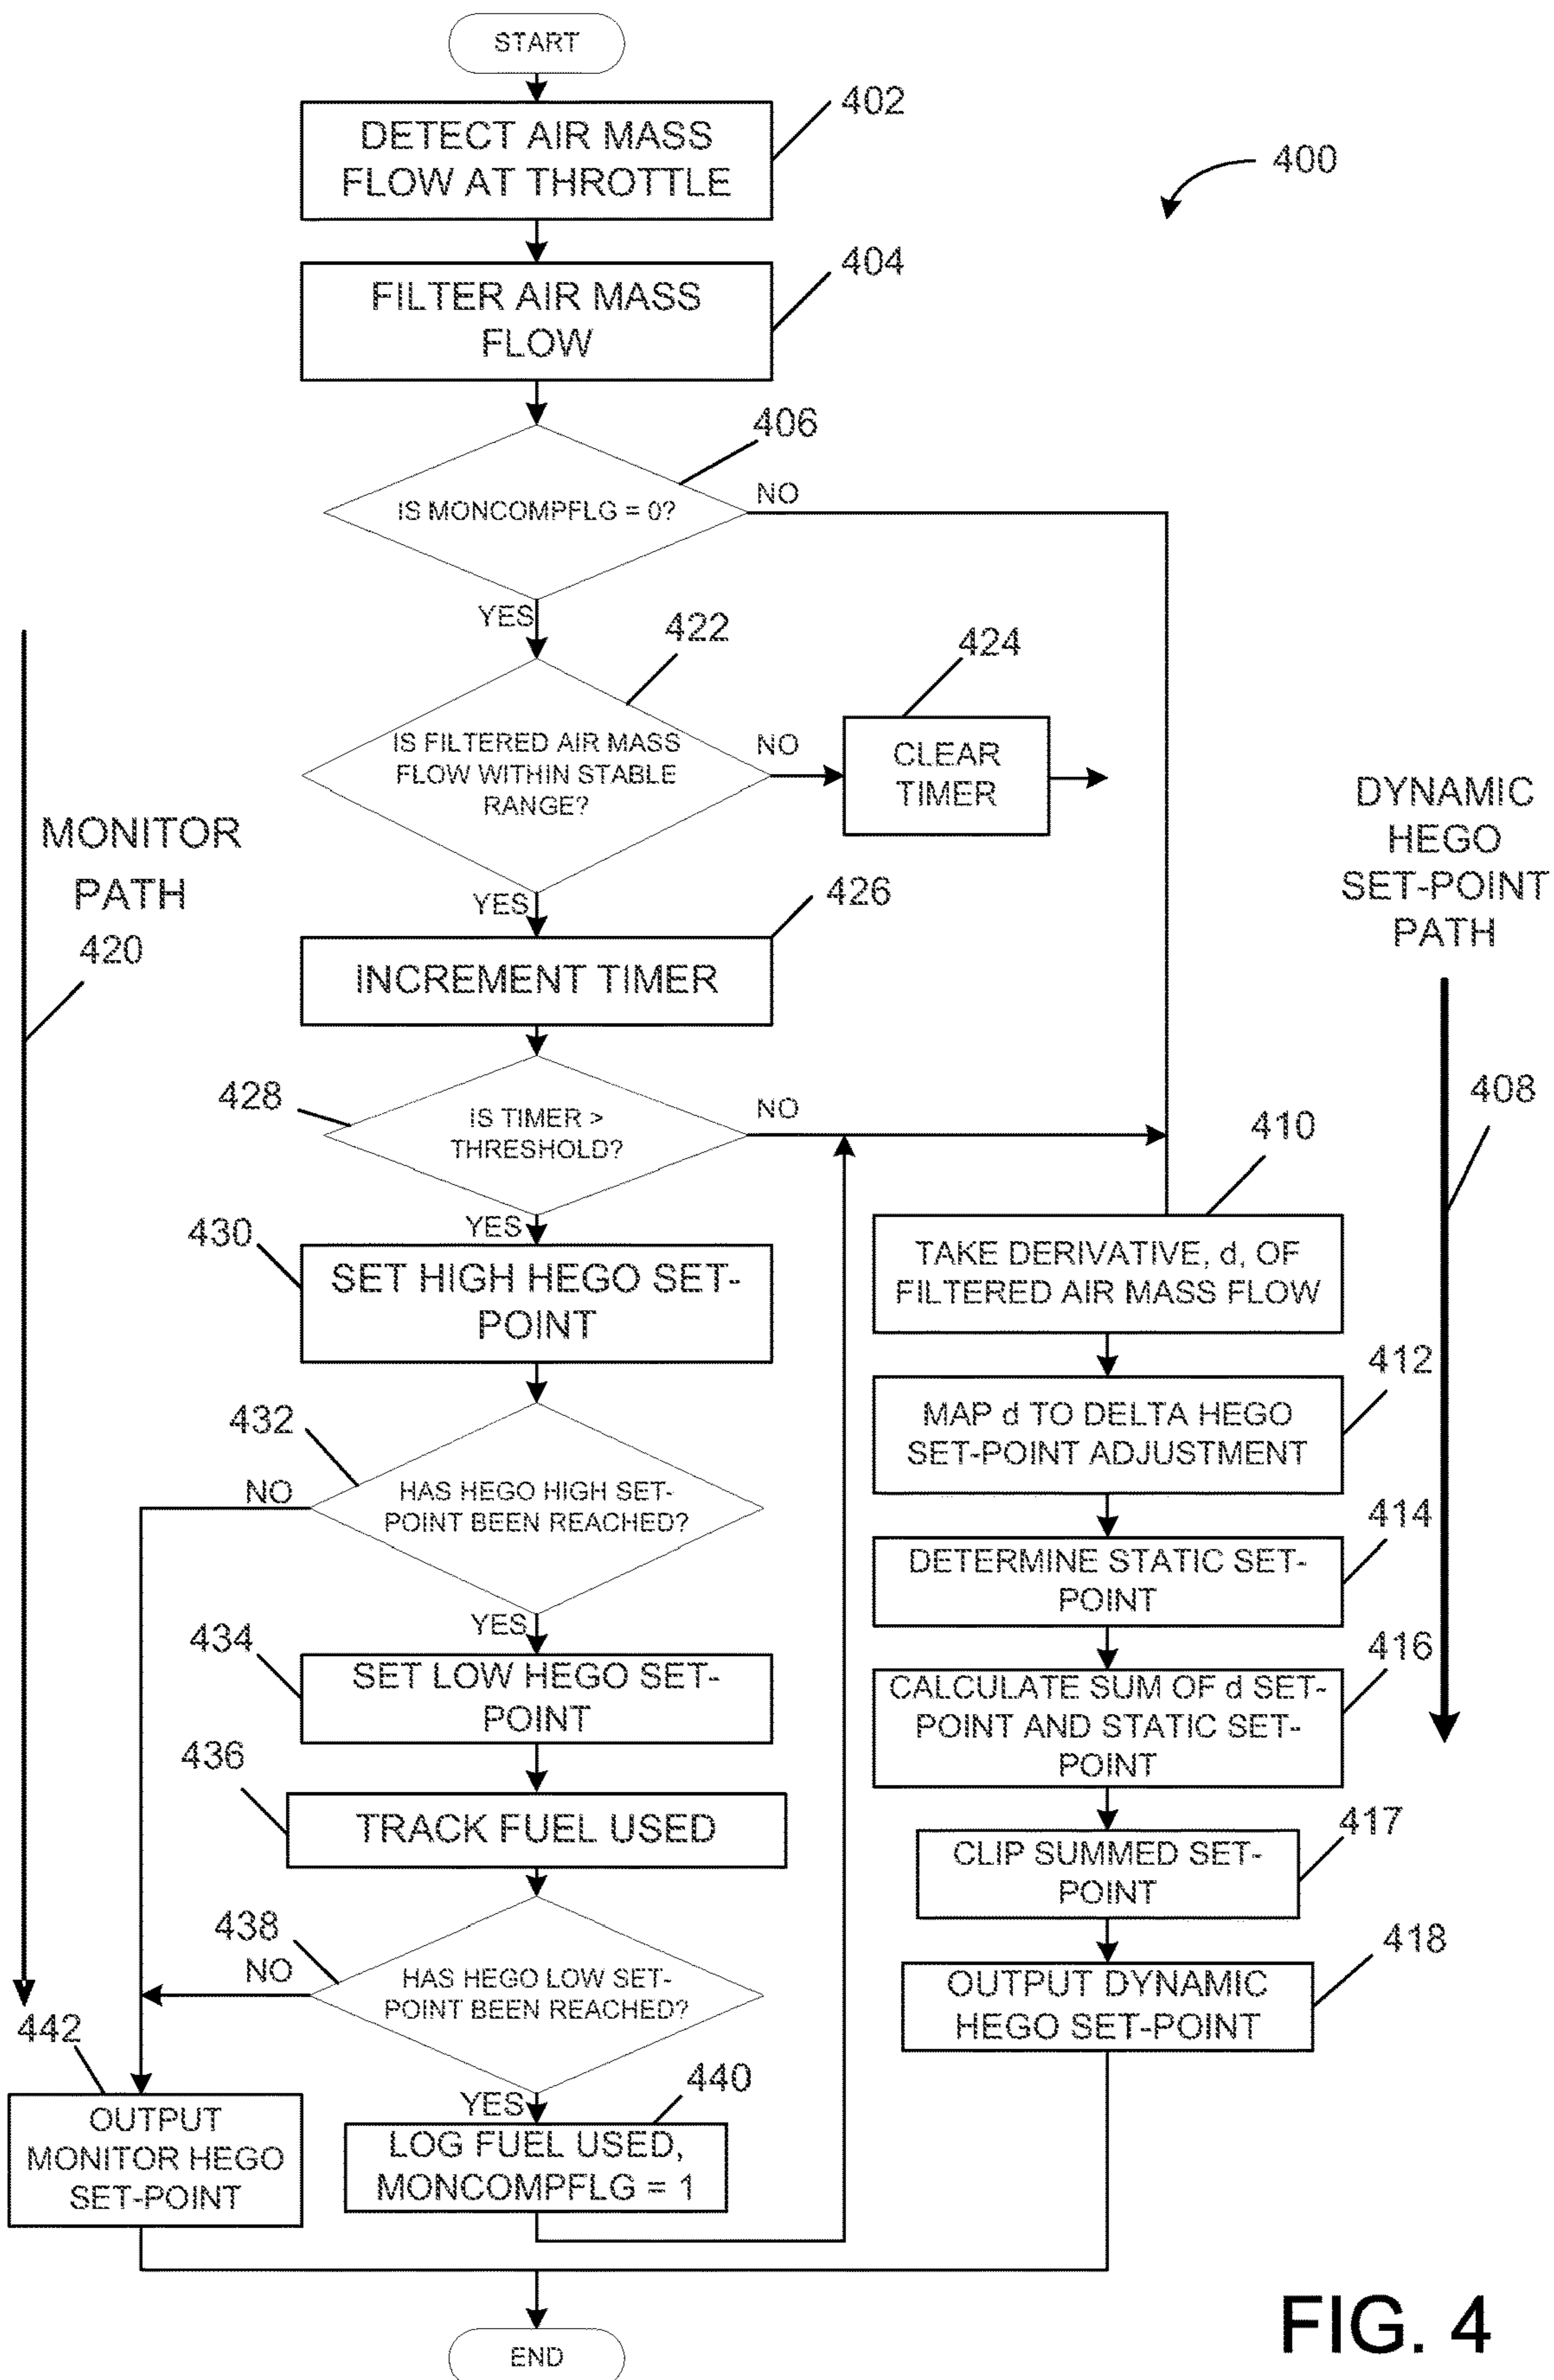 START
DETECT AIR MASS
FLOW AT THROTTLE
402
400
FILTER AIR MASS
FLOW
404
406
IS MONCOMPFLG = 0?
NO
YES
422
424
IS FILTERED AIR MASS
FLOW WITHIN STABLE
RANGE?
NO
CLEAR
TIMER
MONITOR
PATH
420
DYNAMIC
HEGO
SET-POINT
PATH
408
YES
426
INCREMENT TIMER
428
IS TIMER >
THRESHOLD?
NO
YES
430
SET HIGH HEGO SET-
POINT
432
HAS HEGO HIGH SET-
POINT BEEN REACHED?
NO
YES
434
SET LOW HEGO SET-
POINT
436
TRACK FUEL USED
438
HAS HEGO LOW SET-
POINT BEEN REACHED?
NO
YES
440
LOG FUEL USED,
MONCOMPFLG = 1
442
OUTPUT
MONITOR HEGO
SET-POINT
410
TAKE DERIVATIVE, d, OF
FILTERED AIR MASS FLOW
412
MAP d TO DELTA HEGO
SET-POINT ADJUSTMENT
414
DETERMINE STATIC SET-
POINT
416
CALCULATE SUM OF d SET-
POINT AND STATIC SET-
POINT
417
CLIP SUMMED SET-
POINT
418
OUTPUT DYNAMIC
HEGO SET-POINT
END
FIG. 4